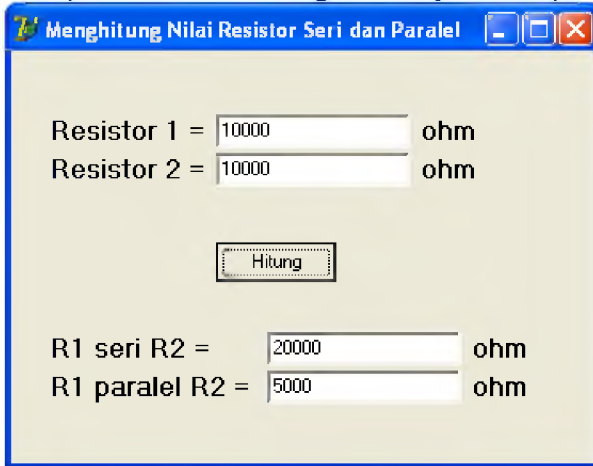 Menghitung Nilai Resistor Seri dan Paralel
Resistor 1 = 10000 ohm
Resistor 2 = 10000 ohm
Hitung
R1 seri R2 = 20000 ohm
R1 paralel R2 = 5000 ohm